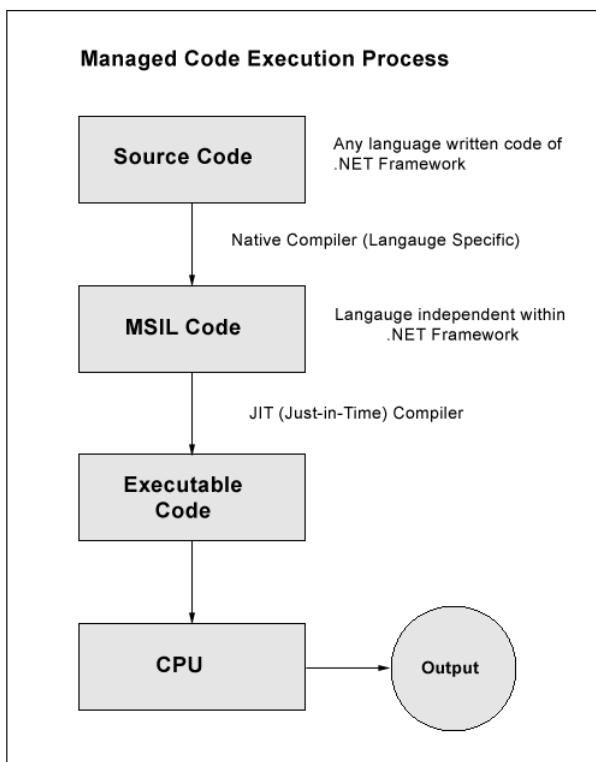 Managed Code Execution Process
Source Code
Any language written code of
.NET Framework
Native Compiler (Langauge Specific)
MSIL Code
Langauge independent within
.NET Framework
JIT (Just-in-Time) Compiler
Executable
Code
CPU
Output